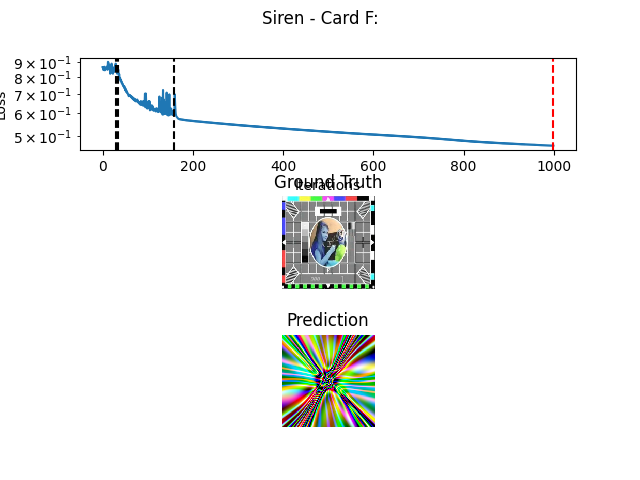 Siren - Card F:
9 × 10⁻¹
8 × 10⁻¹
7 × 10⁻¹
6 × 10⁻¹
5 × 10⁻¹
Loss
0 200 400 600 800 1000
Iterations
Ground Truth
Prediction